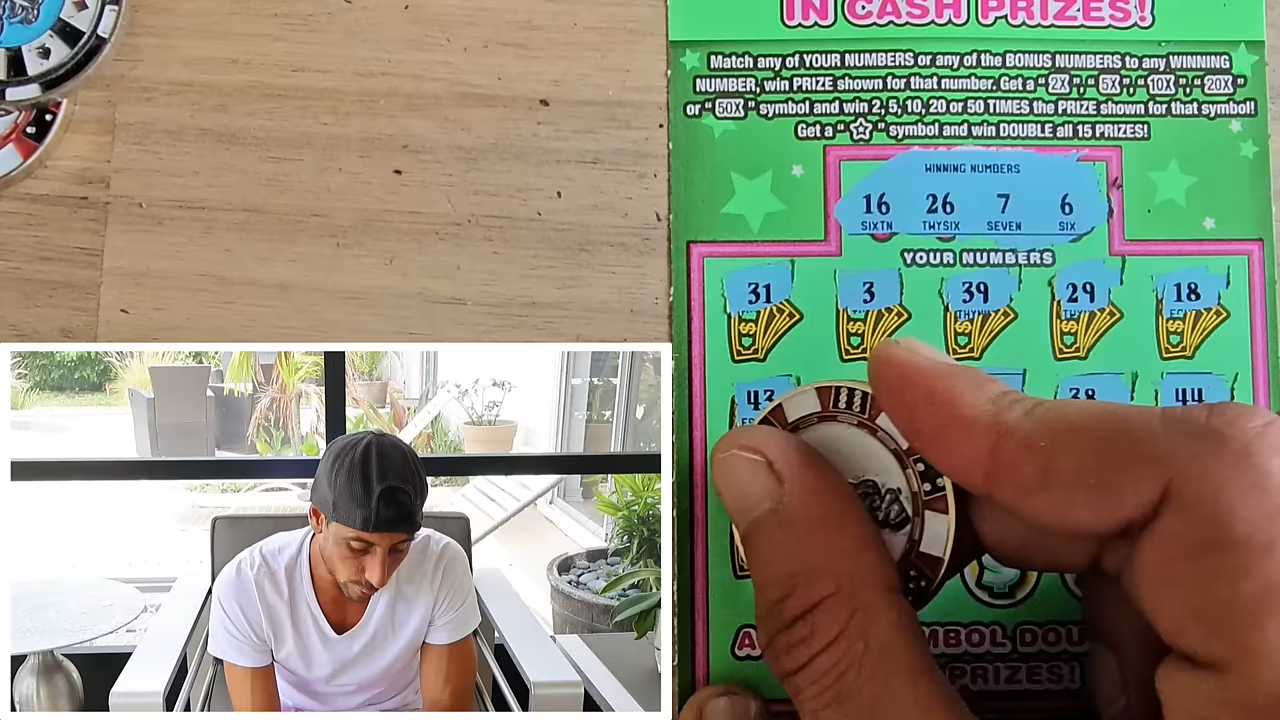 IN CASH PRIZES!
Match any of YOUR NUMBERS or any of the BONUS NUMBERS to any WINNING
NUMBER, win PRIZE shown for that number. Get a "2X", "5X", "10X", "20X"
or "50X" symbol and win 2, 5, 10, 20 or 50 TIMES the PRIZE shown for that symbol!
Get a "☆" symbol and win DOUBLE all 15 PRIZES!
WINNING NUMBERS
16 26 7 6
SIXTN TWYSIX SEVEN SIX
YOUR NUMBERS
31 3 39 29 18
$ $ $ $ $
43 38 44
PRIZES!